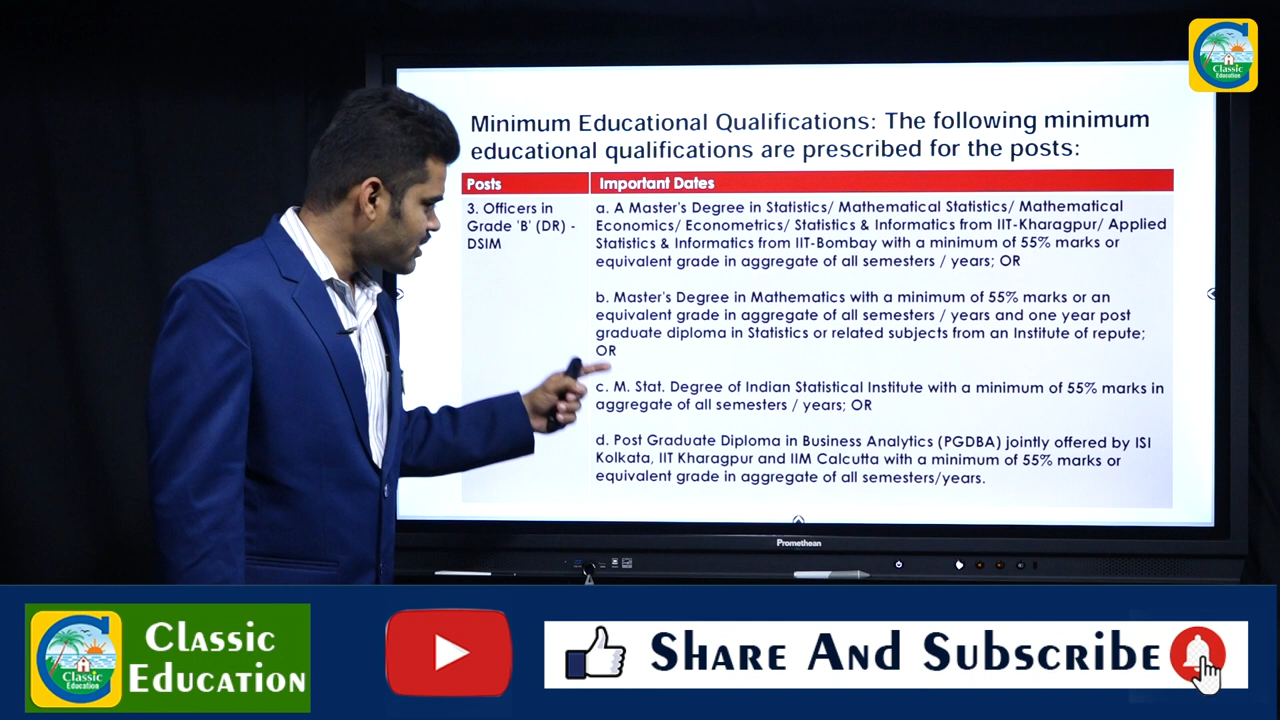 Classic
Education
Minimum Educational Qualifications: The following minimum
educational qualifications are prescribed for the posts:
Posts
Important Dates
3. Officers in
Grade 'B' (DR) -
DSIM
a. A Master's Degree in Statistics/ Mathematical Statistics/ Mathematical
Economics/ Econometrics/ Statistics & Informatics from IIT-Kharagpur/ Applied
Statistics & Informatics from IIT-Bombay with a minimum of 55% marks or
equivalent grade in aggregate of all semesters / years; OR
b. Master's Degree in Mathematics with a minimum of 55% marks or an
equivalent grade in aggregate of all semesters / years and one year post
graduate diploma in Statistics or related subjects from an Institute of repute;
OR
c. M. Stat. Degree of Indian Statistical Institute with a minimum of 55% marks in
aggregate of all semesters / years; OR
d. Post Graduate Diploma in Business Analytics (PGDBA) jointly offered by ISI
Kolkata, IIT Kharagpur and IIM Calcutta with a minimum of 55% marks or
equivalent grade in aggregate of all semesters/years.
Promethean
Classic
Education
Classic
Education
Share And Subscribe